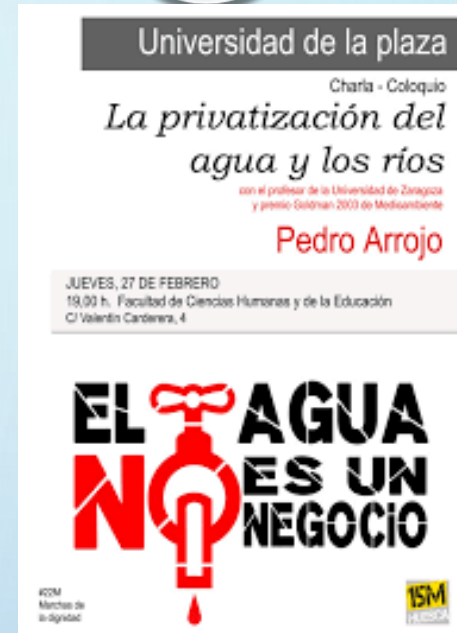 Universidad de la plaza
Charla - Coloquio
La privatización del
agua y los ríos
con el profesor de la Universidad de Zaragoza
y premio Goldman 2003 de Medioambiente
Pedro Arrojo
JUEVES, 27 DE FEBRERO
19,00 h. Facultad de Ciencias Humanas y de la Educación
C/ Valentín Carderera, 4
EL AGUA
NO ES UN
NEGOCIO
#22M
Marchas de
la dignidad
15M
HUESCA